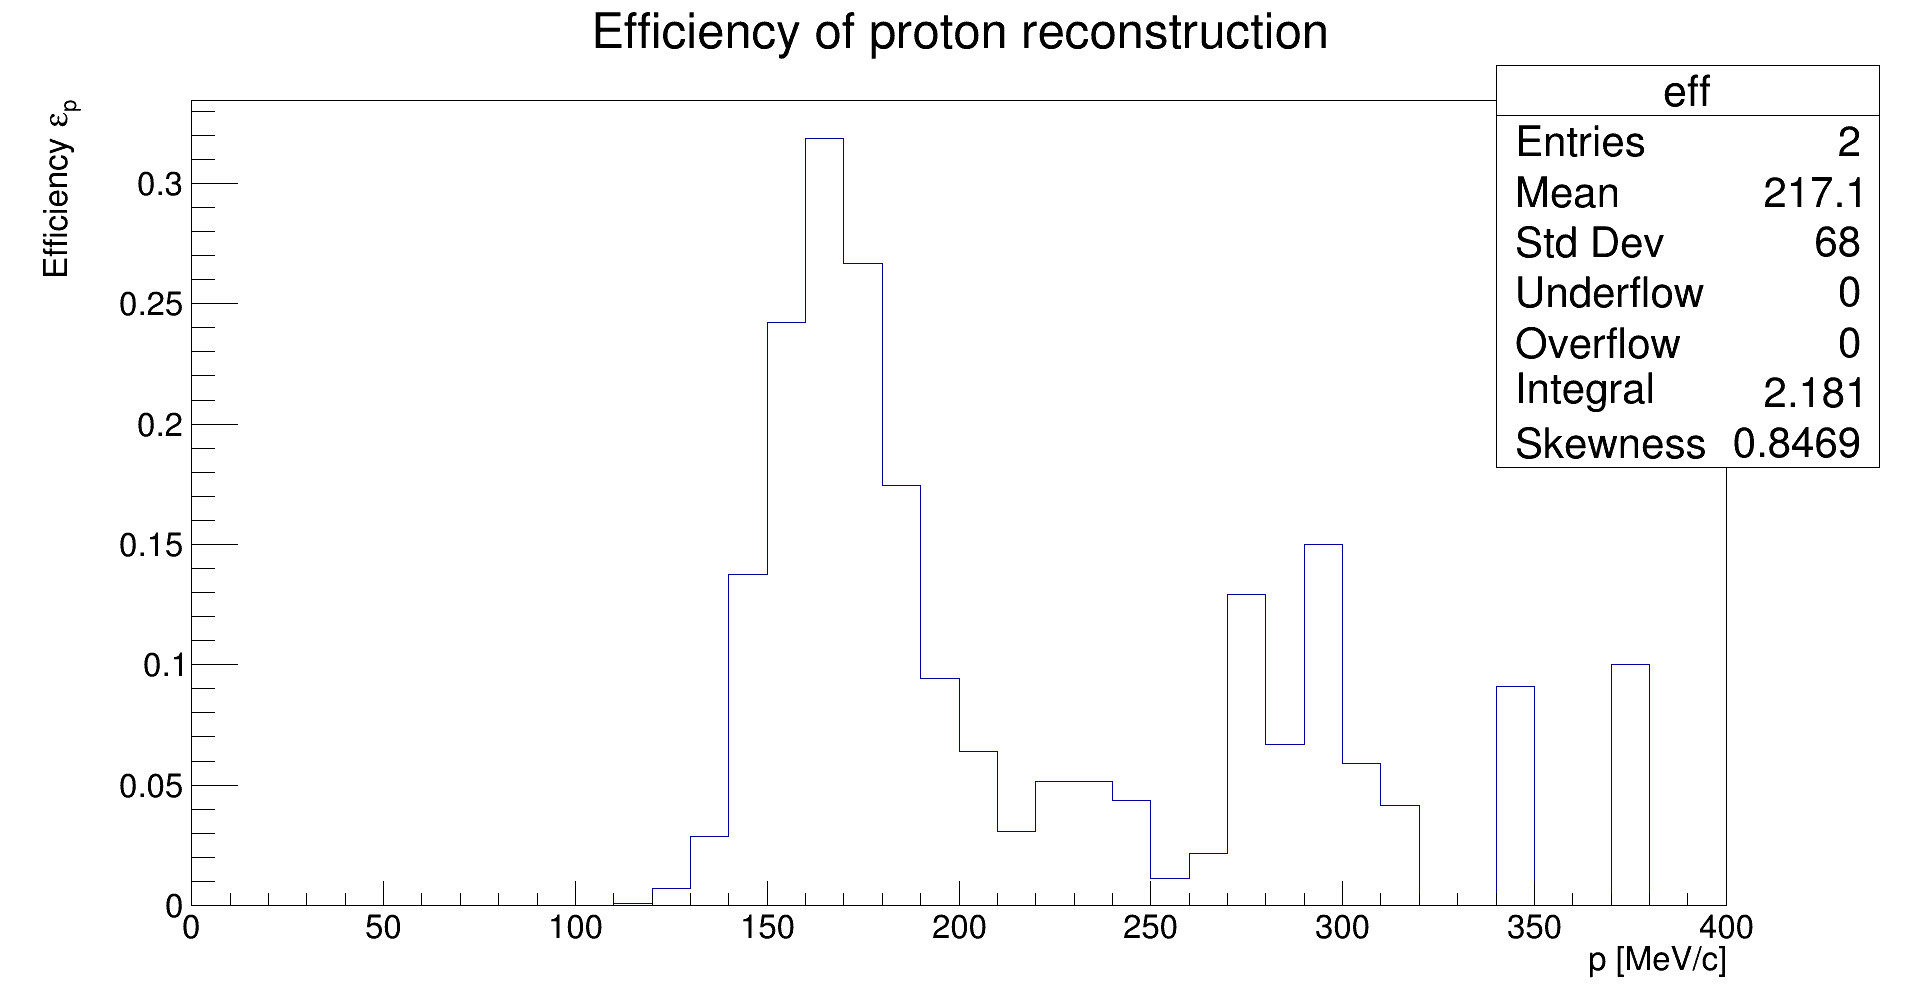 Efficiency of proton reconstruction
eff
Entries 2
Mean 217.1
Std Dev 68
Underflow 0
Overflow 0
Integral 2.181
Skewness 0.8469
Efficiency εp
0.3
0.25
0.2
0.15
0.1
0.05
0
0 50 100 150 200 250 300 350 400
p [MeV/c]